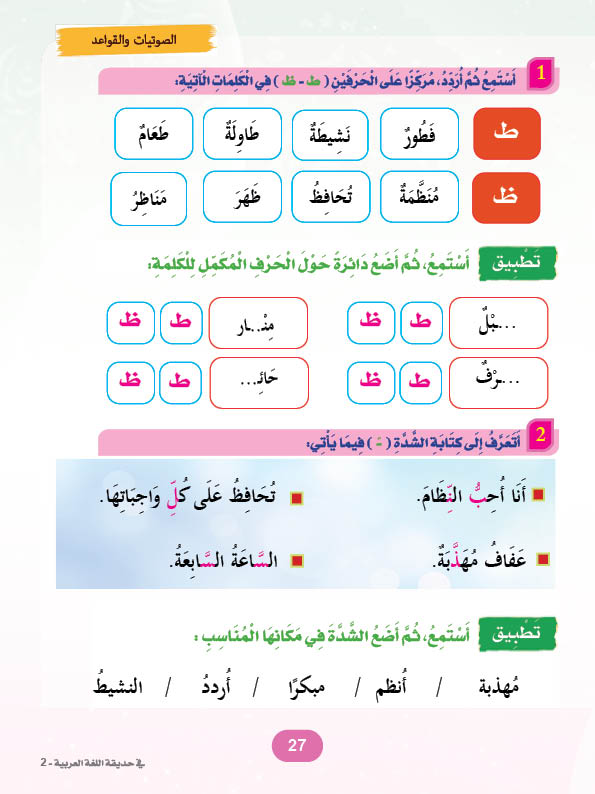 الصوتيات والقواعد
1 أَسْتَمِعُ ثُمَّ أُرَدِّدُ، مُرَكِّزًا عَلَى الْحَرْفَيْنِ ( ط - ظ ) فِي الْكَلِمَاتِ الْآتِيَةِ:
ط فَطُورٌ نَشِيطَةٌ طَاوِلَةٌ طَعَامٌ
ظ مُنَظَّمَةٌ تُحَافِظُ ظَهَرَ مَنَاظِرُ
تَطْبِيق أَسْتَمِعُ، ثُمَّ أَضَعُ دَائِرَةً حَوْلَ الْحَرْفِ الْمُكَمِّلِ لِلْكَلِمَةِ:
...ـبْلٌ ط ظ مِنْـ..ـار ط ظ
...ـرْفٌ ط ظ حَائِـ... ط ظ
2 أَتَعَرَّفُ إِلَى كِتَابَةِ الشَّدَّةِ ( ـّ ) فِيمَا يَأْتِي:
أَنَا أُحِبُّ النِّظَامَ. تُحَافِظُ عَلَى كُلِّ وَاجِبَاتِهَا.
عَفَافُ مُهَذَّبَةٌ. السَّاعَةُ السَّابِعَةُ.
تَطْبِيق أَسْتَمِعُ، ثُمَّ أَضَعُ الشَّدَّةَ فِي مَكَانِهَا الْمُنَاسِبِ :
مُهذبة / أُنظم / مبكرًا / أُرددُ / النشيطُ
27
في حديقة اللغة العربية - 2